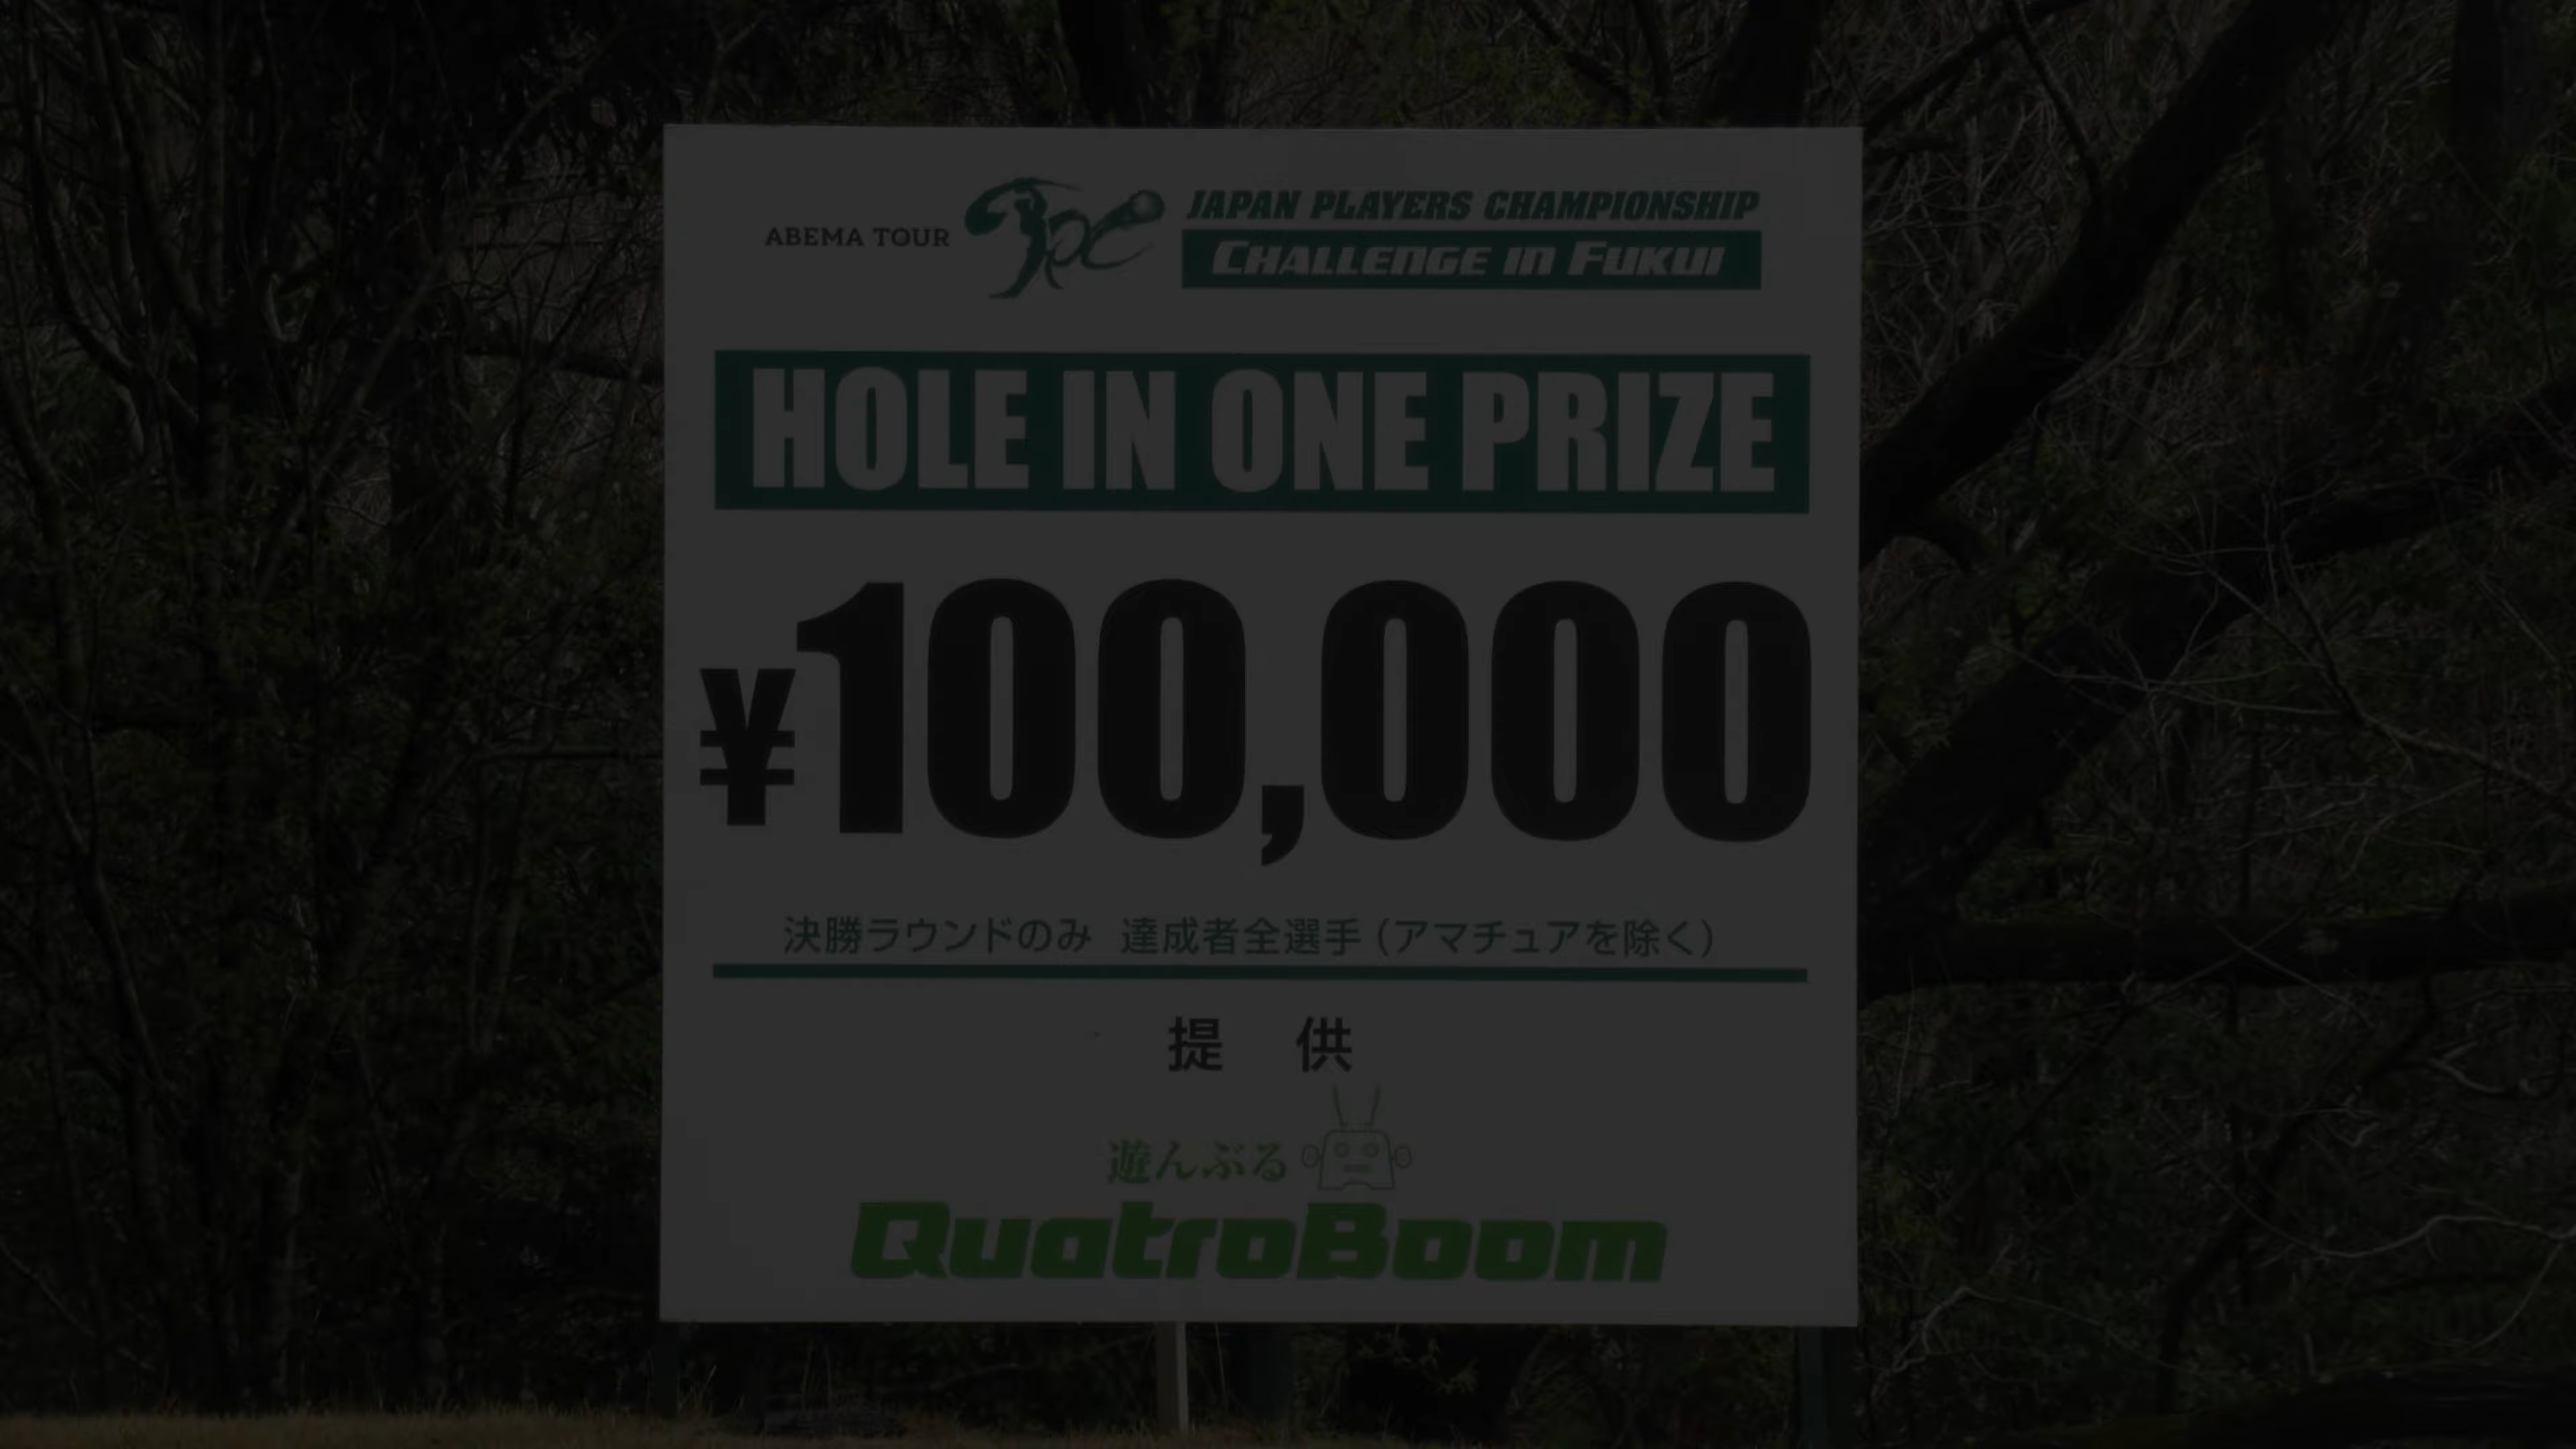 ABEMA TOUR JPC JAPAN PLAYERS CHAMPIONSHIP
CHALLENGE IN FUKUI
HOLE IN ONE PRIZE
¥100,000
決勝ラウンドのみ 達成者全選手 (アマチュアを除く)
提 供
遊んぶる
QuatroBoom